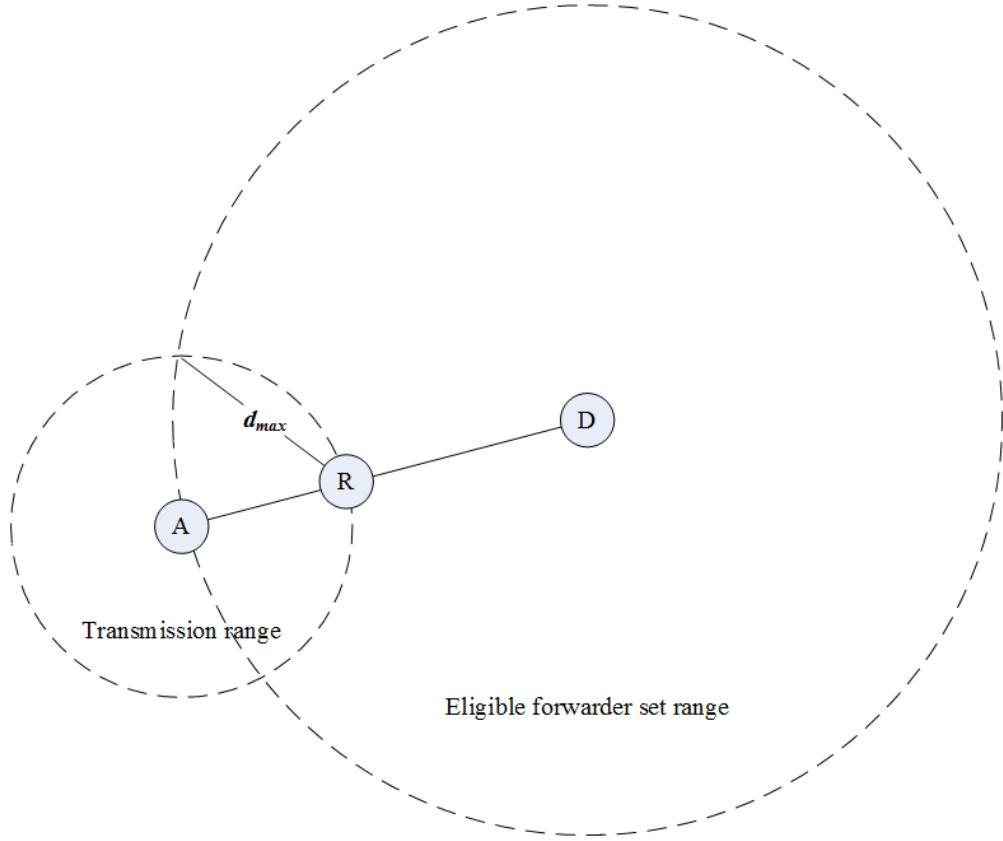 D
d_max
R
A
Transmission range
Eligible forwarder set range